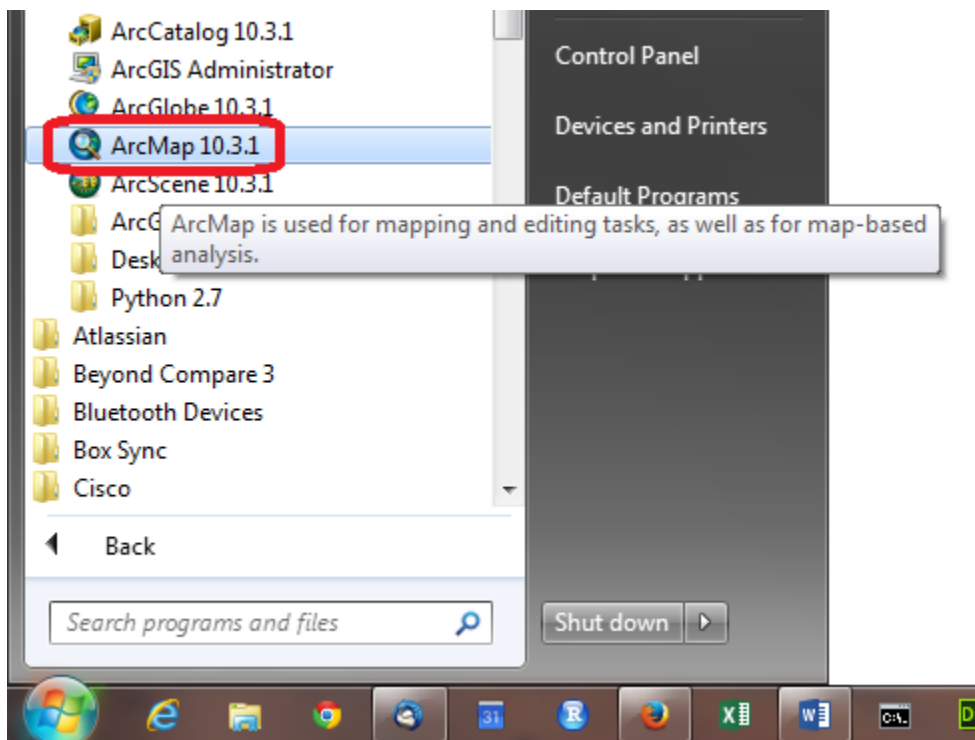 ArcCatalog 10.3.1
ArcGIS Administrator
ArcGlobe 10.3.1
ArcMap 10.3.1
ArcScene 10.3.1
ArcG
Desk
Python 2.7
Atlassian
Beyond Compare 3
Bluetooth Devices
Box Sync
Cisco
Back
Search programs and files
Control Panel
Devices and Printers
Default Programs
ArcMap is used for mapping and editing tasks, as well as for map-based
analysis.
Shut down
31
R
X
W
C:\.
D